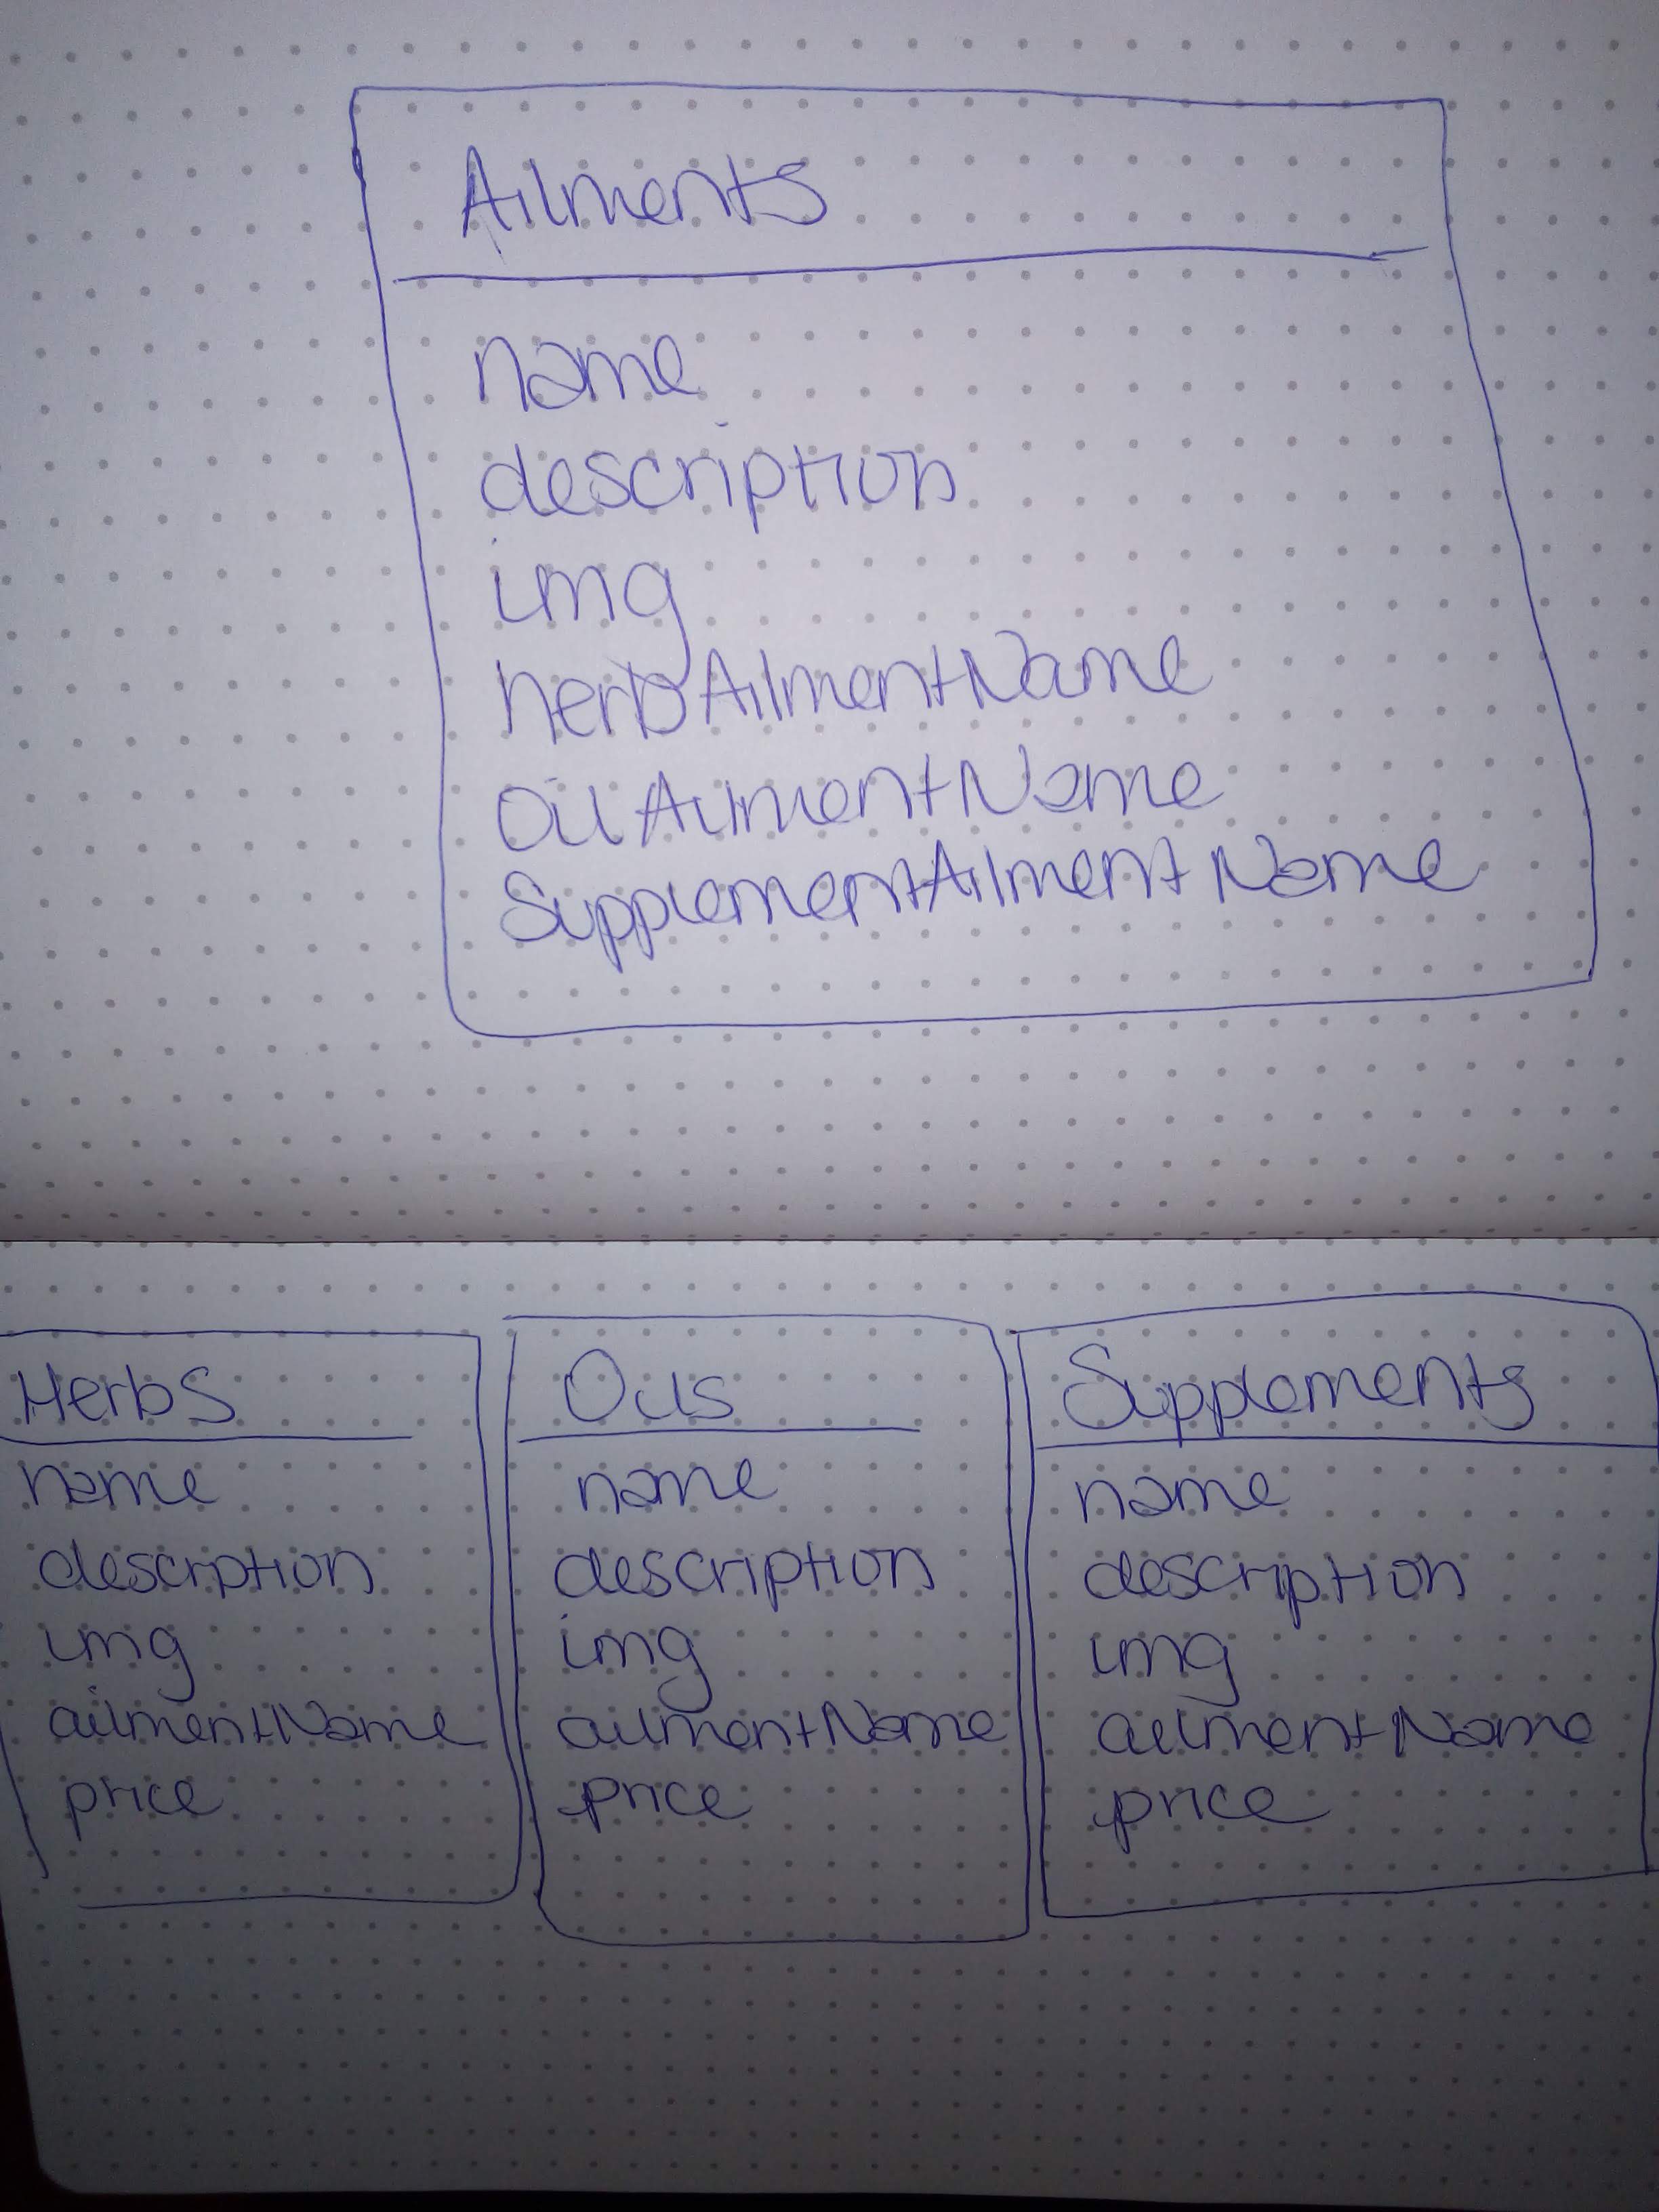 Ailments
name
description
img
herbAilmentName
OilAilmentName
SupplementAilmentName
Herbs
name
description
img
ailmentName
price
Oils
name
description
img
ailmentName
price
Supplements
name
description
img
ailmentName
price